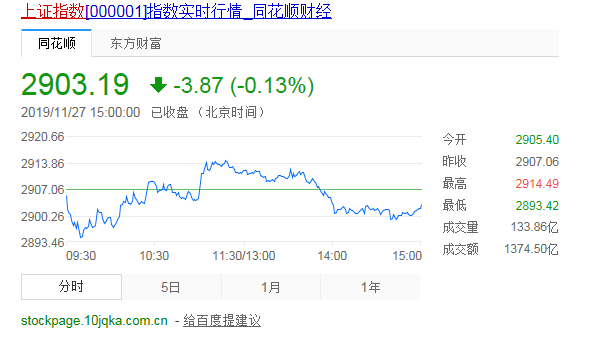 上证指数[000001]指数实时行情_同花顺财经
同花顺 东方财富
2903.19 -3.87 (-0.13%)
2019/11/27 15:00:00 已收盘 (北京时间)
2920.66
2913.86
2907.06
2900.26
2893.46
09:30 10:30 11:30/13:00 14:00 15:00
今开 2905.40
昨收 2907.06
最高 2914.49
最低 2893.42
成交量 133.86亿
成交额 1374.50亿
分时 5日 1月 1年
stockpage.10jqka.com.cn - 给百度提建议